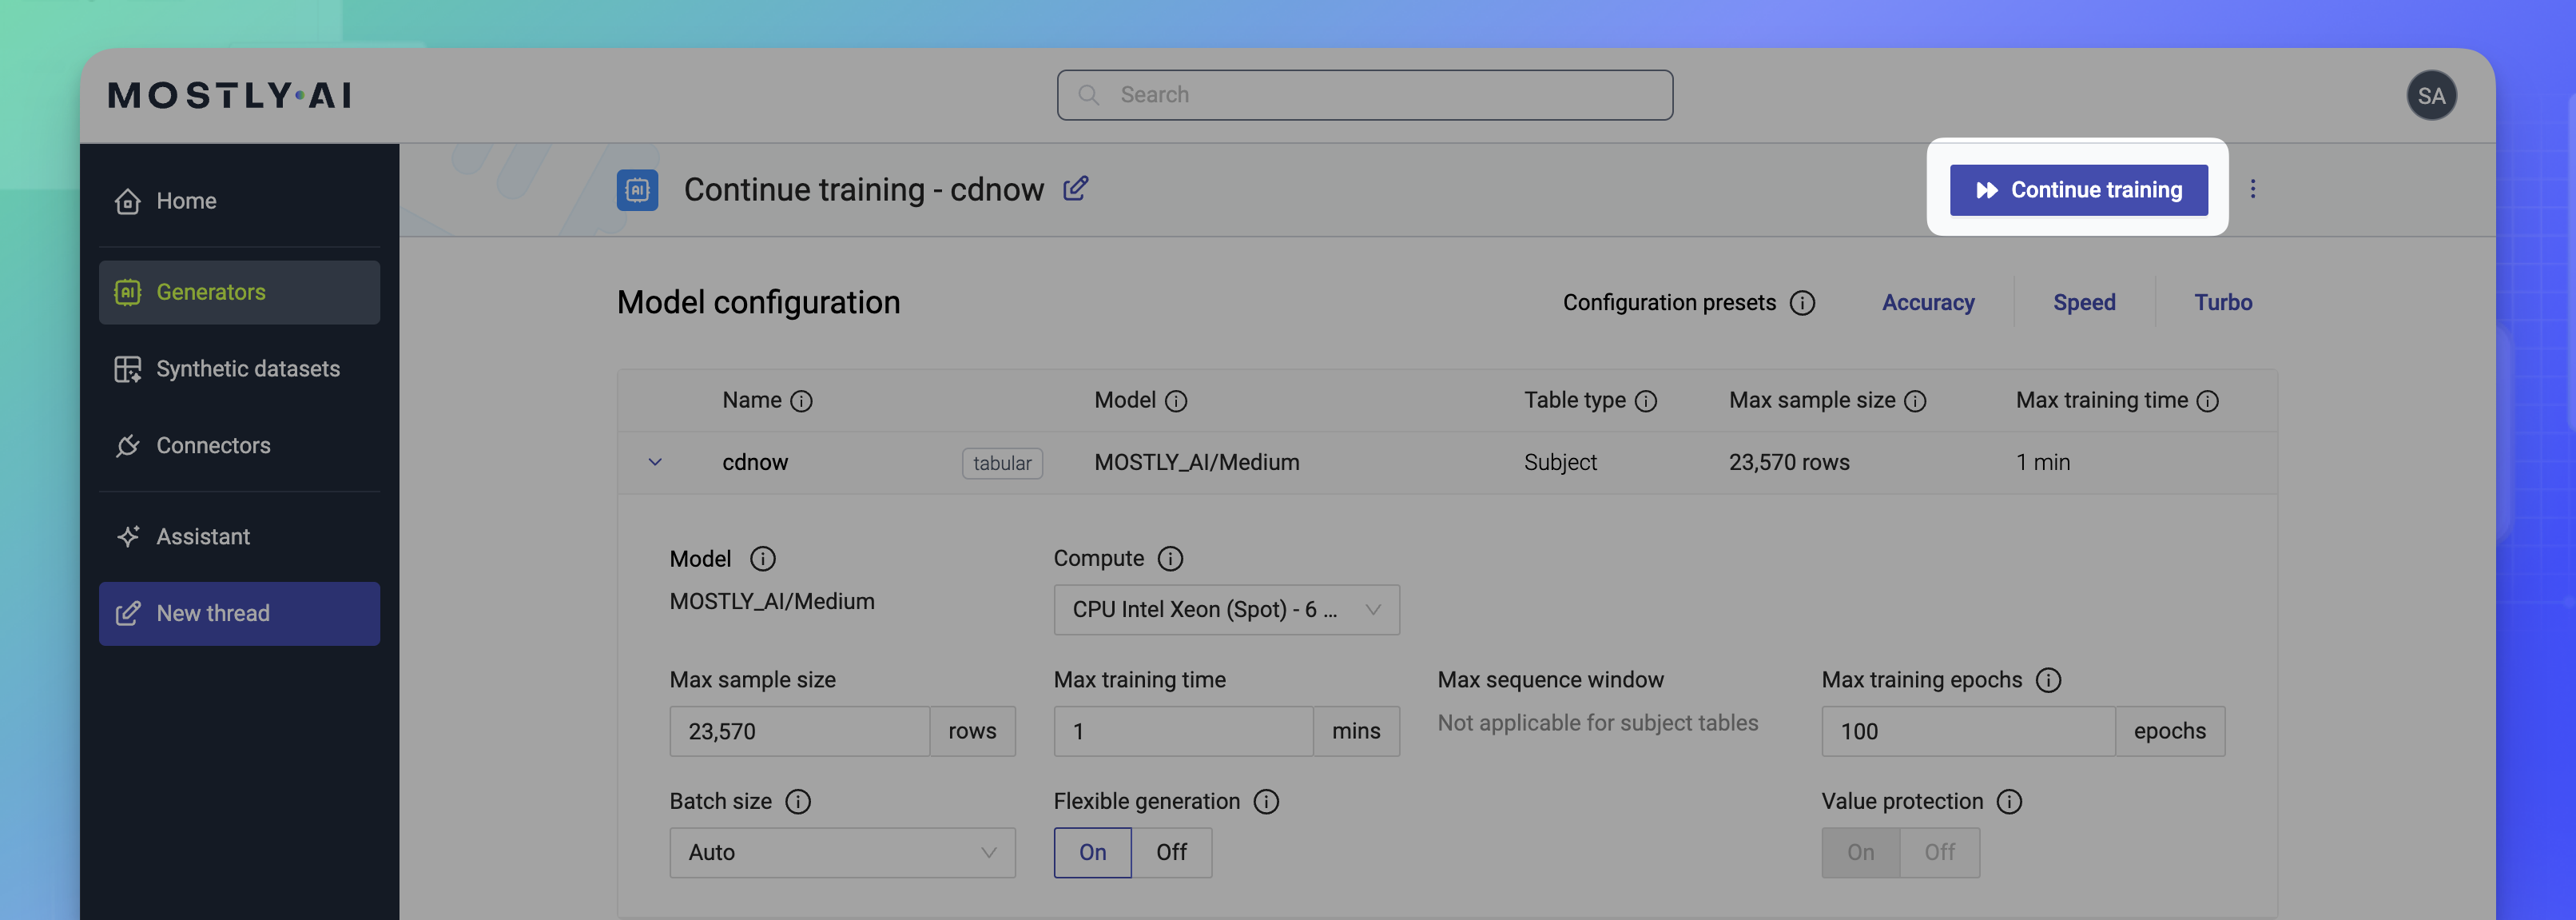 MOSTLY·AI
Search
SA
Home
Generators
Synthetic datasets
Connectors
Assistant
New thread
Continue training - cdnow
Continue training
Model configuration
Configuration presets Accuracy Speed Turbo
Name Model Table type Max sample size Max training time
cdnow tabular MOSTLY_AI/Medium Subject 23,570 rows 1 min
Model Compute
MOSTLY_AI/Medium CPU Intel Xeon (Spot) - 6 ...
Max sample size Max training time Max sequence window Max training epochs
23,570 rows 1 mins Not applicable for subject tables 100 epochs
Batch size Flexible generation Value protection
Auto On Off On Off